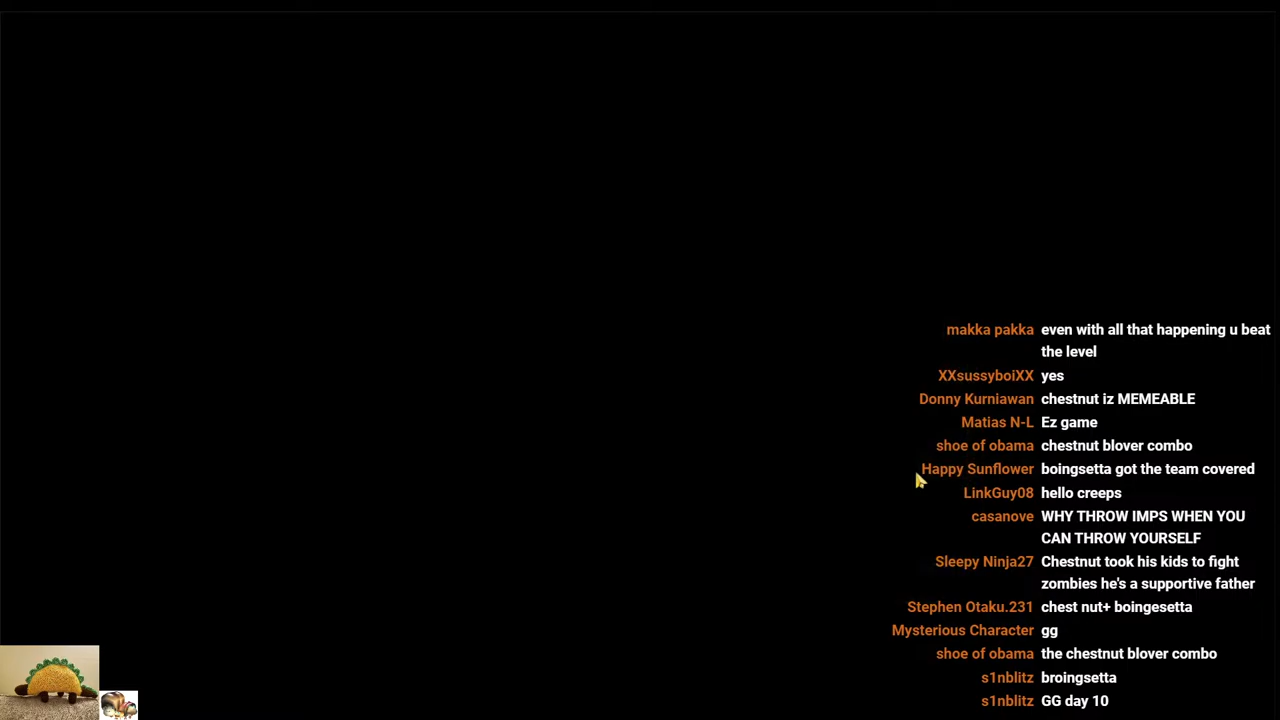 makka pakka even with all that happening u beat
the level
XXsussyboiXX yes
Donny Kurniawan chestnut iz MEMEABLE
Matias N-L Ez game
shoe of obama chestnut blover combo
Happy Sunflower boingsetta got the team covered
LinkGuy08 hello creeps
casanove WHY THROW IMPS WHEN YOU
CAN THROW YOURSELF
Sleepy Ninja27 Chestnut took his kids to fight
zombies he's a supportive father
Stephen Otaku.231 chest nut+ boingesetta
Mysterious Character gg
shoe of obama the chestnut blover combo
s1nblitz broingsetta
s1nblitz GG day 10